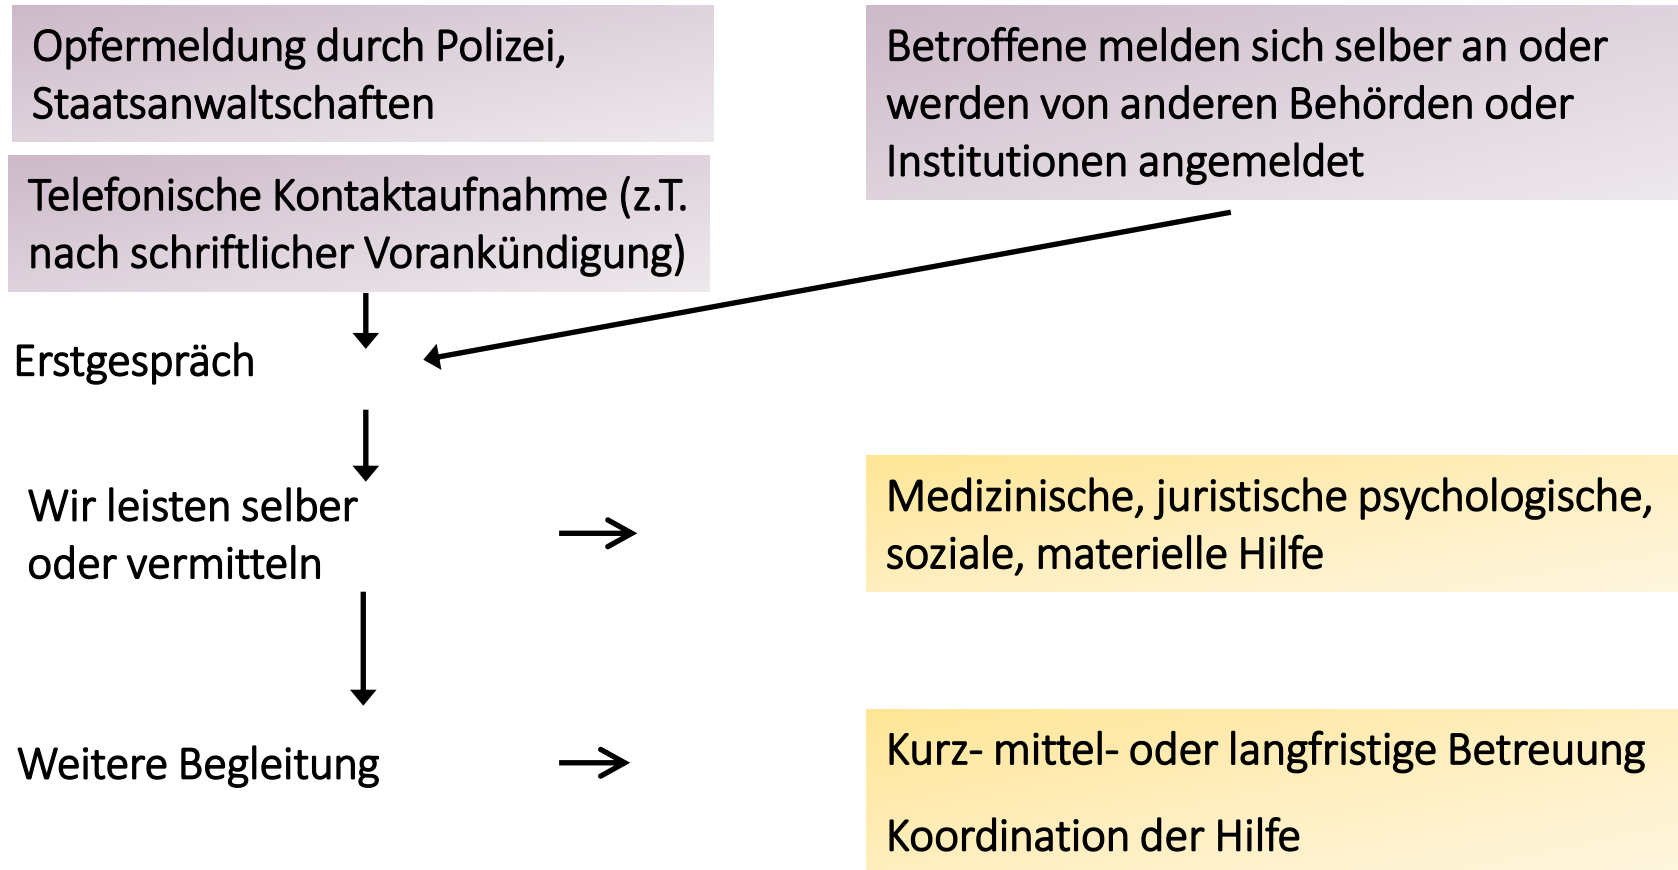 Opfermeldung durch Polizei,
Staatsanwaltschaften
Betroffene melden sich selber an oder
werden von anderen Behörden oder
Institutionen angemeldet
Telefonische Kontaktaufnahme (z.T.
nach schriftlicher Vorankündigung)
Erstgespräch
Wir leisten selber
oder vermitteln
Medizinische, juristische psychologische,
soziale, materielle Hilfe
Weitere Begleitung
Kurz- mittel- oder langfristige Betreuung
Koordination der Hilfe